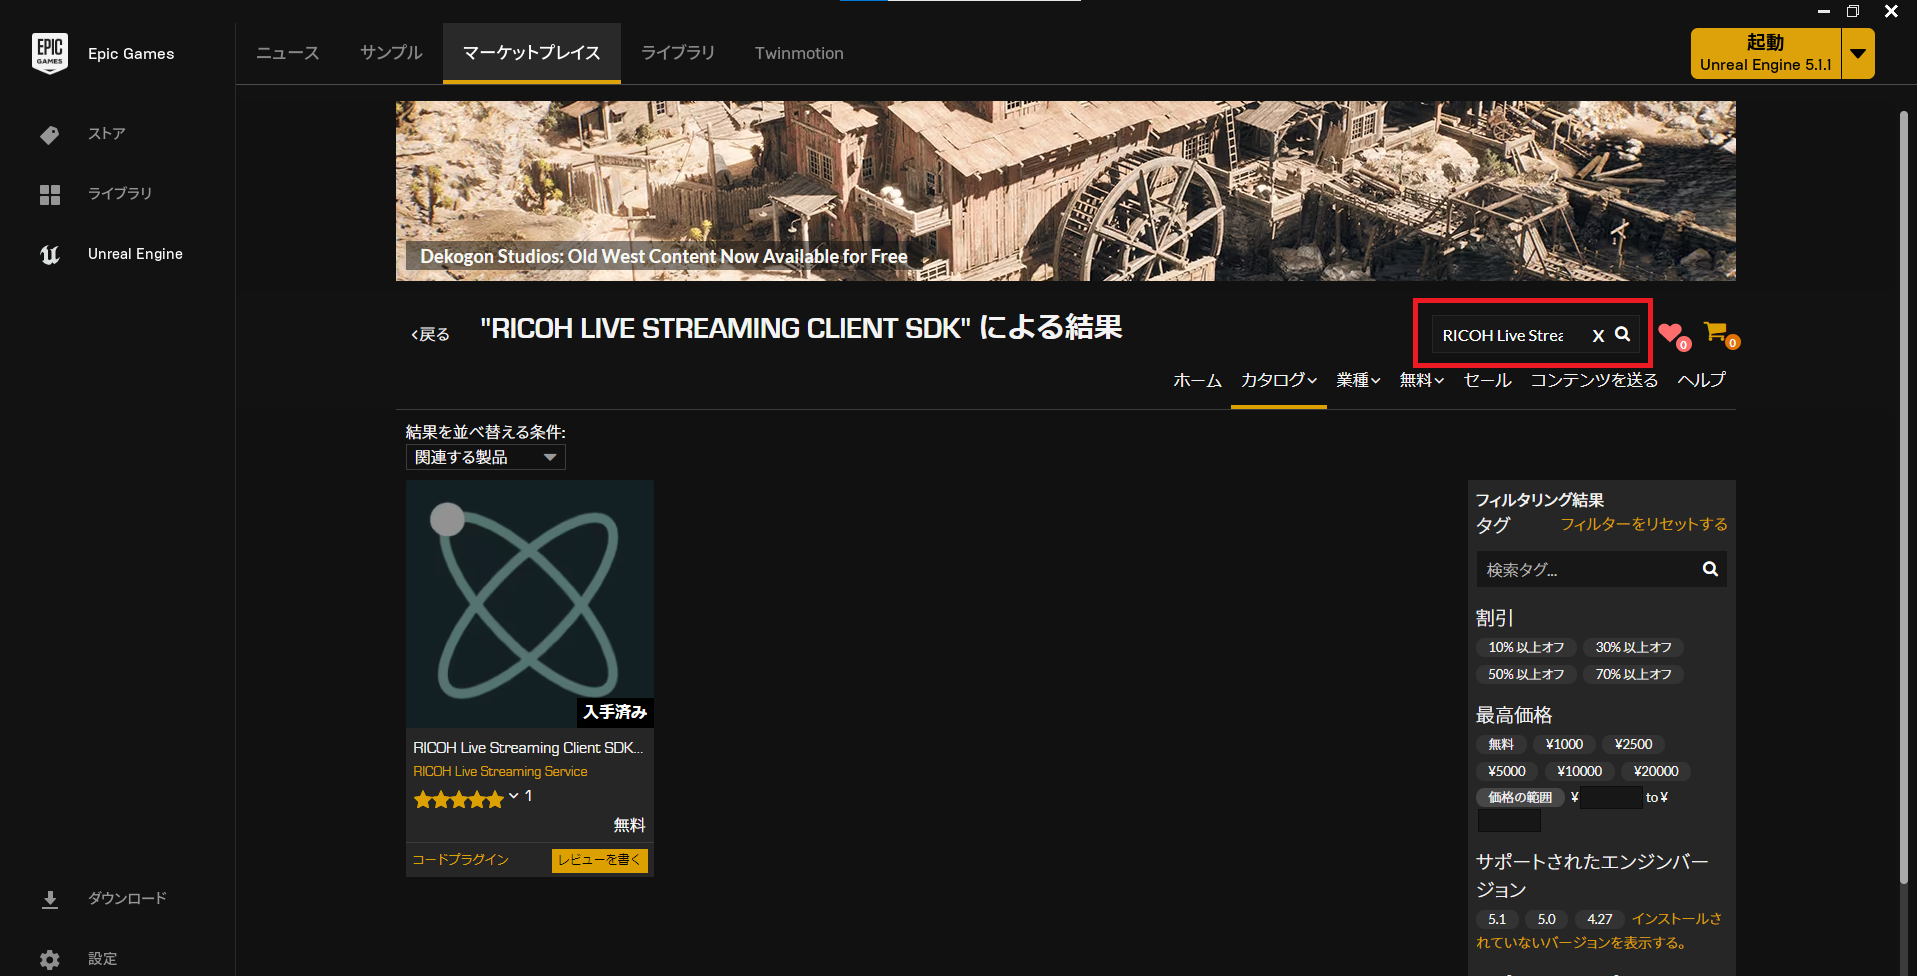 EPIC GAMES
Epic Games
ニュース
サンプル
マーケットプレイス
ライブラリ
Twinmotion
起動
Unreal Engine 5.1.1
ストア
ライブラリ
Unreal Engine
Dekogon Studios: Old West Content Now Available for Free
戻る
"RICOH LIVE STREAMING CLIENT SDK" による結果
RICOH Live Strea
X
0
0
ホーム
カタログ
業種
無料
セール
コンテンツを送る
ヘルプ
結果を並べ替える条件:
関連する製品
入手済み
RICOH Live Streaming Client SDK...
RICOH Live Streaming Service
1
無料
コードプラグイン
レビューを書く
フィルタリング結果
タグ
フィルターをリセットする
検索タグ...
割引
10% 以上オフ
30% 以上オフ
50% 以上オフ
70% 以上オフ
最高価格
無料
¥1000
¥2500
¥5000
¥10000
¥20000
価格の範囲
¥
to ¥
サポートされたエンジンバー
ジョン
5.1
5.0
4.27
インストールさ
れていないバージョンを表示する。
ダウンロード
設定